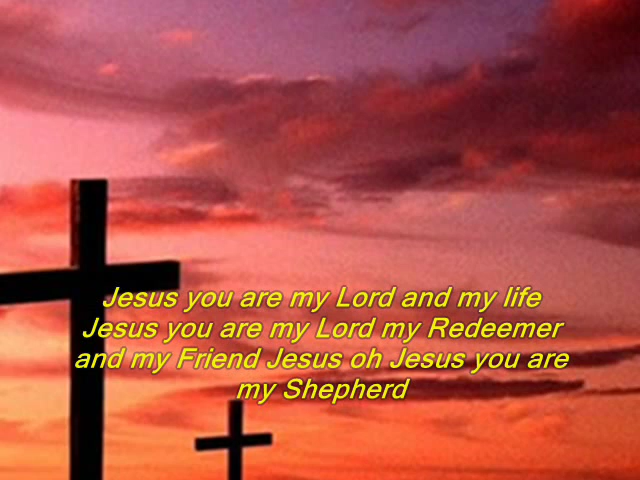 Jesus you are my Lord and my life
Jesus you are my Lord my Redeemer
and my Friend Jesus oh Jesus you are
my Shepherd